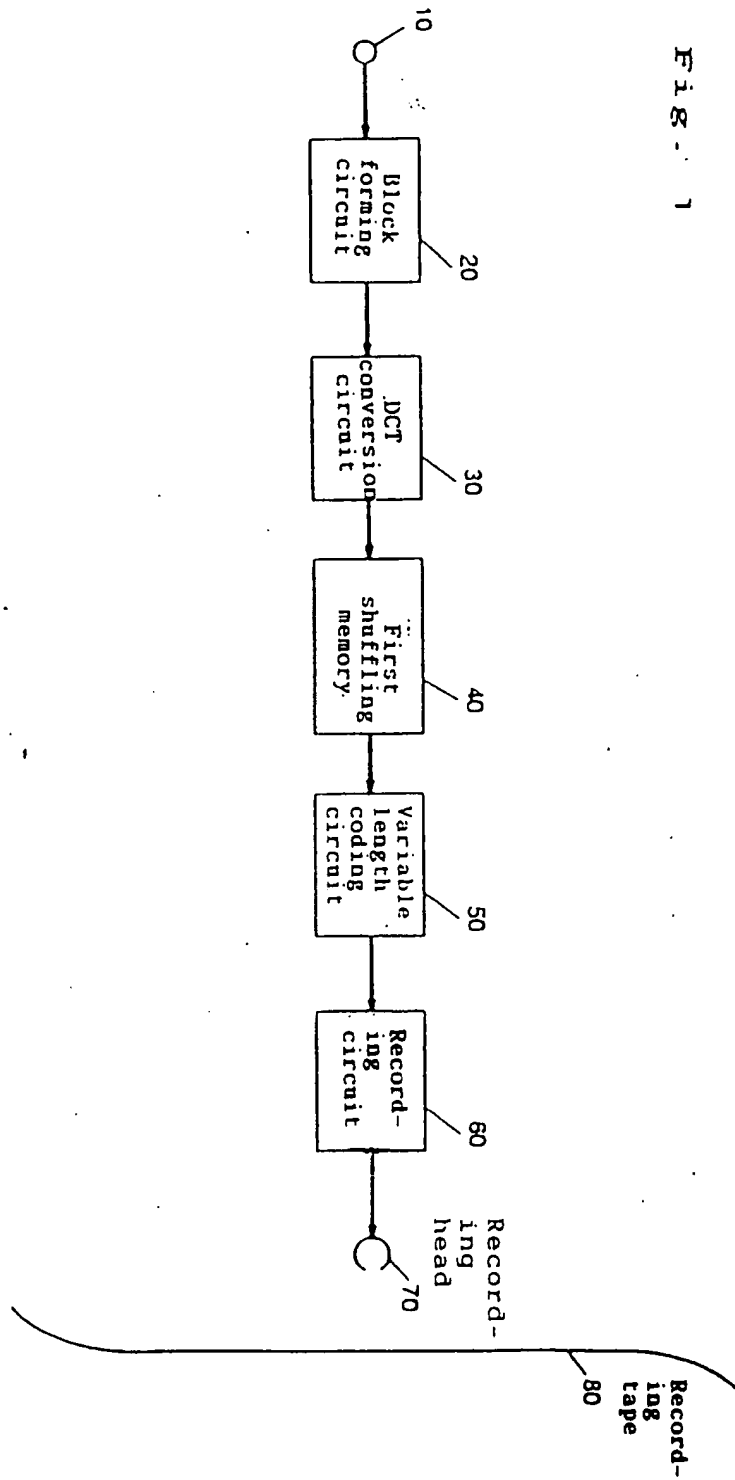 Fig. 1
10
Block
forming
circuit
20
DCT
conversion
circuit
30
First
shuffling
memory
40
Variable
length
coding
circuit
50
Record-
ing
circuit
60
Record-
ing
head
70
Record-
ing
tape
80